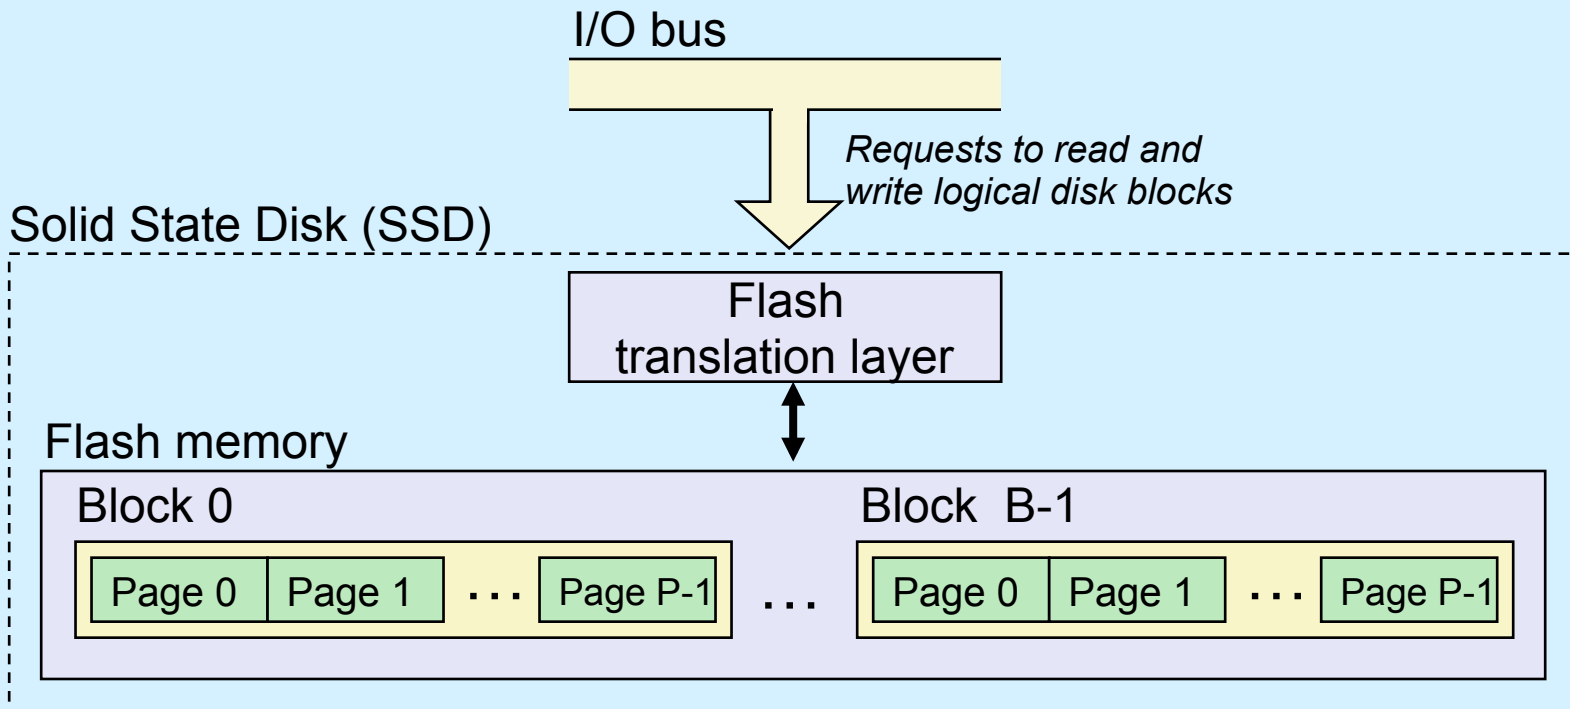 I/O bus
Requests to read and
write logical disk blocks
Solid State Disk (SSD)
Flash
translation layer
Flash memory
Block 0
Block B-1
Page 0 Page 1 ... Page P-1 ... Page 0 Page 1 ... Page P-1